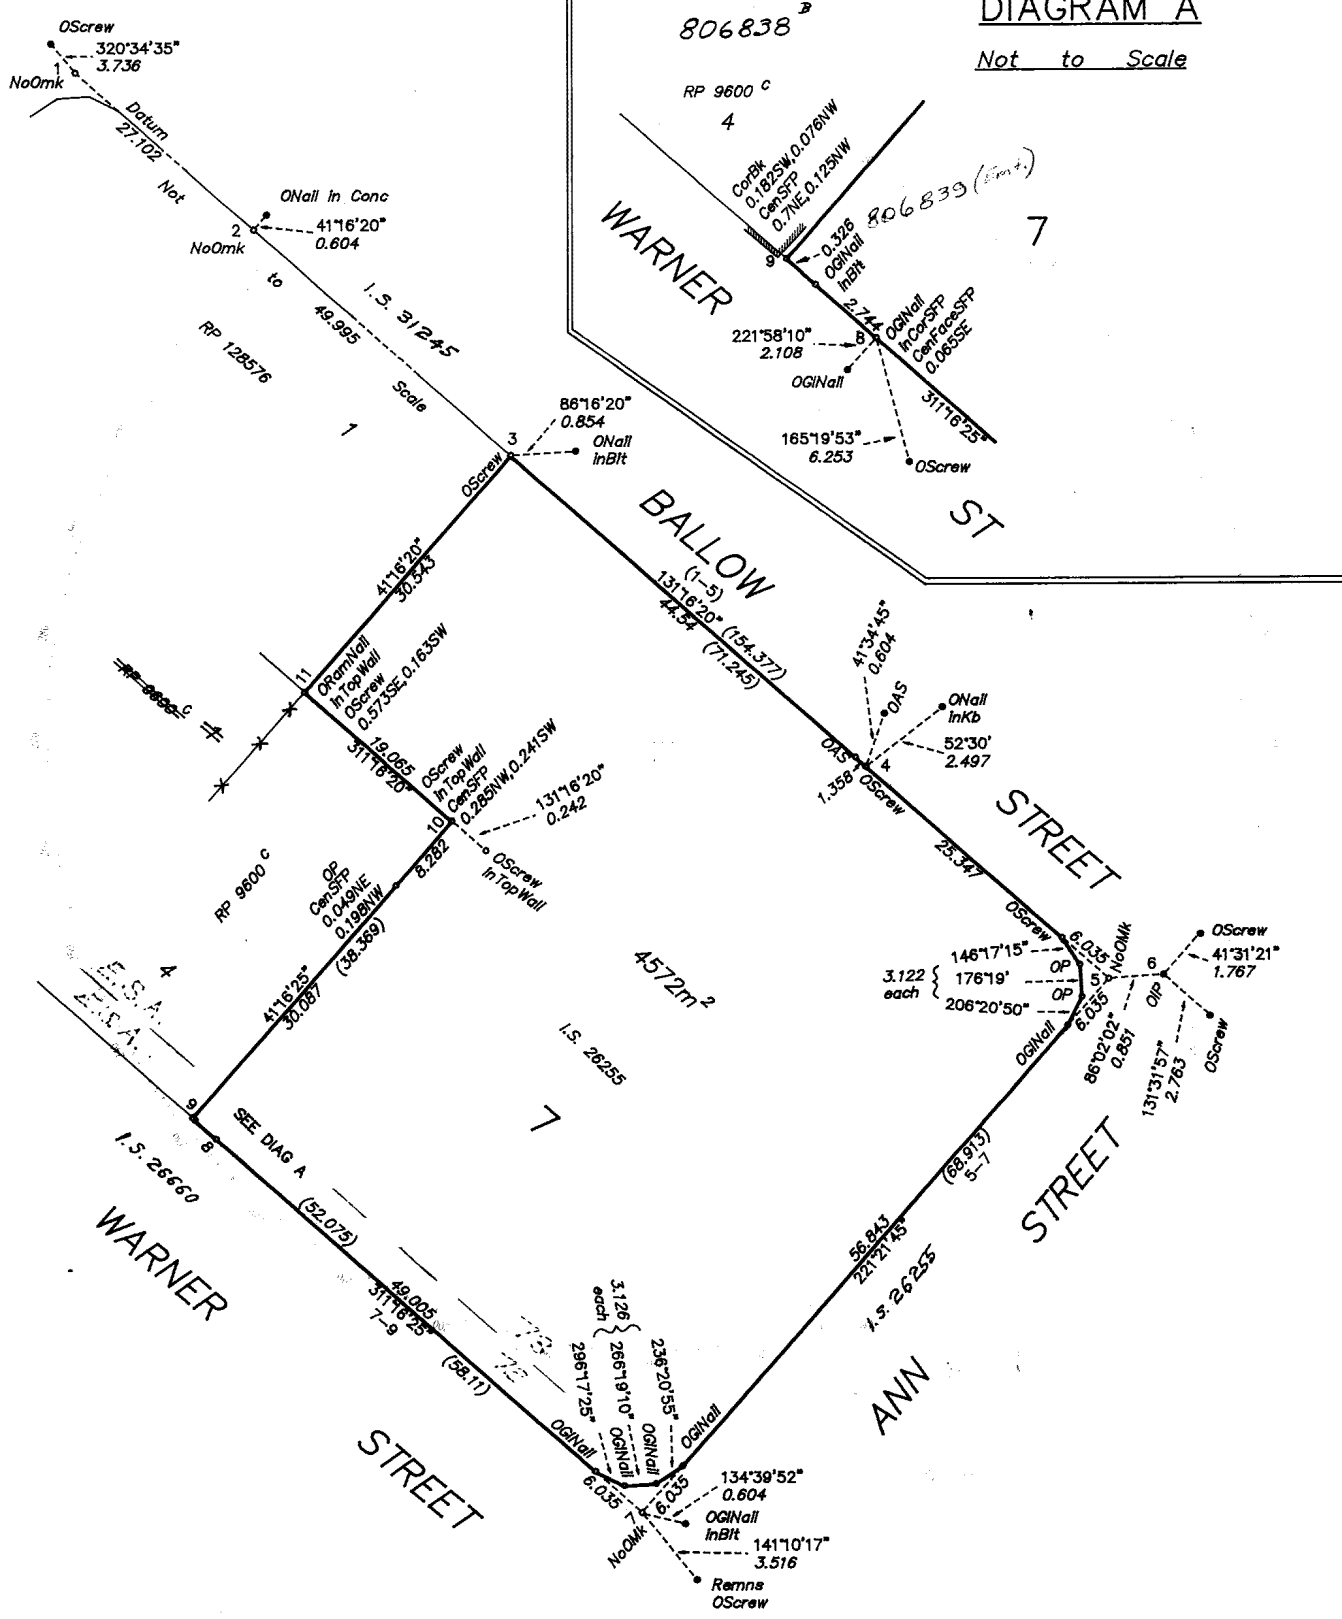 OScrew
320°34'35"
3.736
1
NoOmk
Datum
27.102
Not
ONail in Conc
41°16'20"
0.604
2
NoOmk
to
49.995
I.S. 31245
RP 128576
Scale
1
806838 B
DIAGRAM A
Not to Scale
RP 9600 C
4
CorBk
0.182SW,0.076NW
CenSFP
0.7NE,0.125NW
WARNER
9
0.326
OGINail
InBit
806839 (Emt.)
7
2.744
221°58'10"
2.108
8
OGINail
OGINail
InCorSFP
CenFaceSFP
0.065SE
311°16'25"
165°19'53"
6.253
OScrew
ST
86°16'20"
0.854
3
ONail
InBit
OScrew
BALLOW
(1-5)
131°16'20" (154.377)
44.54 (71.245)
41°16'20"
30.543
41°34'45"
0.604
OAS
ONail
InKb
52°30'
2.497
OAS
1.358
4
OScrew
STREET
25.347
RP 9600 C
4
11
ORamNail
InTopWall
OScrew
0.573SE,0.163SW
19.065
311°16'20"
OScrew
InTopWall
CenSFP
0.285NW,0.241SW
131°16'20"
0.242
10
OScrew
InTopWall
8.282
OP
CenSFP
0.049NE
0.198NW
(38.369)
RP 9600 C
4
41°16'25"
30.087
E.S.A.
4572m²
I.S. 26255
7
OScrew
6.035
NoOMk
146°17'15"
OP
3.122 each
176°19'
5
OP
206°20'50"
6.035
OGINail
6
OIP
OScrew
41°31'21"
1.767
86°02'02"
0.851
131°31'57"
2.763
OScrew
(68.913)
5-7
56.843
221°21'45"
I.S. 26255
ANN
STREET
9
8
SEE DIAG A
I.S. 26660
WARNER
(52.075)
49.005
311°16'25"
7-9
(58.11)
STREET
73
72
3.126
each
296°17'25"
266°19'10"
236°20'55"
OGINail
OGINail
OGINail
OGINail
6.035
6.035
7
NoOMk
134°39'52"
0.604
OGINail
InBit
141°10'17"
3.516
Remns
OScrew